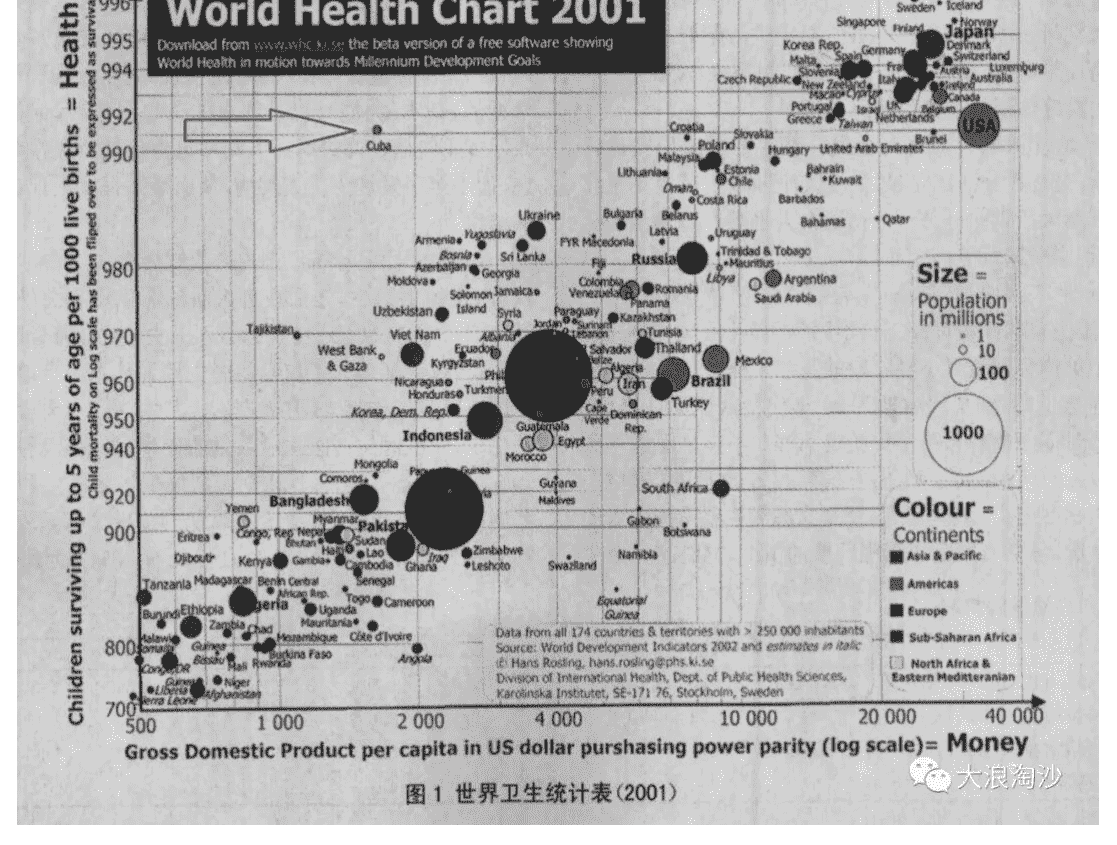 World Health Chart 2001
Download from www.whc.ki.se the beta version of a free software showing
World Health in motion towards Millennium Development Goals
Children surviving up to 5 years of age per 1000 live births = Health
Child mortality on Log scale has been fliped over to be expressed as surviva
996
995
994
992
990
980
970
960
950
940
920
900
800
700
Sweden Iceland
Singapore Finland Norway
Japan
Korea Rep. Germany Denmark
Malta Spain Switzerland
Slovenia Fra Austria Luxemburg
Czech Republic New Zeeland Italy Ireland Australia
Macao Cyprus Canada
Portugal Israel UK Belgium
Greece Taiwan Netherlands USA
Cuba
Croatia Slovakia Brunei
Poland Hungary United Arab Emirates
Malaysia
Lithuania Estonia Bahrain
Chile Kuwait
Oman Costa Rica Barbados
Belarus
Ukraine Bulgaria Bahamas Qatar
Armenia Yugoslavia FYR Macedonia Latvia Uruguay
Bosnia Sri Lanka Russia Trinidad & Tobago
Azerbaijan Georgia Fiji Mauritius
Moldova Colombia Libya Argentina
Solomon Island Jamaica Venezuela Romania Saudi Arabia
Panama
Uzbekistan Syria Paraguay Kazakhstan
Tajikistan Jordan Surinam
Viet Nam Albania Lebanon Tunisia
West Bank & Gaza Ecuador Salvador Thailand
Kyrgyzstan Belize Mexico
Phil Algeria
Nicaragua Turkmen Iran Brazil
Honduras Peru
Korea, Dem. Rep. Cape Verde Dominican Rep. Turkey
Indonesia Guatemala
Egypt
Morocco
Mongolia Guinea
Comoros Guyana South Africa
Bangladesh Maldives
Yemen Myanmar Gabon
Eritrea Congo, Rep Nepal Pakista Botswana
Bhutan Sudan
Djibouti Haiti Iraq Zimbabwe Namibia
Kenya Gambia Lao Ghana Lesotho Swaziland
Cambodia
Tanzania Madagascar Benin Central African Rep. Senegal
Equatorial Guinea
Burundi Ethiopia geria Uganda Togo Cameroon
Zambia Chad Mauritania
Malawi Mozambique Côte d'Ivoire
Somalia Guinea Bissau Burkina Faso
Congo DR Mali Rwanda Angola
Guinea Niger
Liberia Afghanistan
Sierra Leone
Size =
Population
in millions
1
10
100
1000
Colour =
Continents
Asia & Pacific
Americas
Europe
Sub-Saharan Africa
North Africa &
Eastern Meditteranian
Data from all 174 countries & territories with > 250 000 inhabitants
Source: World Development Indicators 2002 and estimates in italic
© Hans Rosling, hans.rosling@phs.ki.se
Division of International Health, Dept. of Public Health Sciences,
Karolinska Institutet, SE-171 76, Stockholm, Sweden
500 1 000 2 000 4 000 10 000 20 000 40 000
Gross Domestic Product per capita in US dollar purshasing power parity (log scale)= Money
图 1 世界卫生统计表(2001)
大浪淘沙